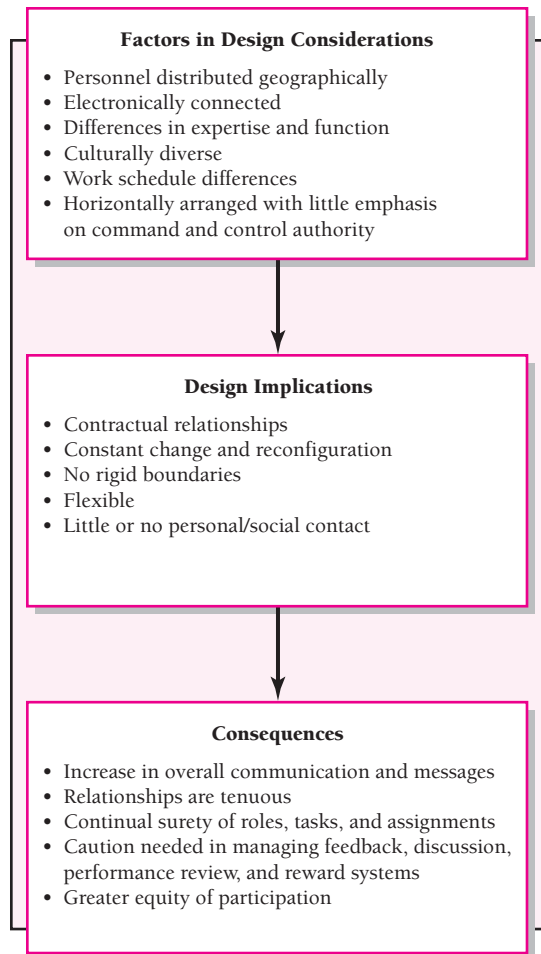 Factors in Design Considerations
• Personnel distributed geographically
• Electronically connected
• Differences in expertise and function
• Culturally diverse
• Work schedule differences
• Horizontally arranged with little emphasis
on command and control authority
Design Implications
• Contractual relationships
• Constant change and reconfiguration
• No rigid boundaries
• Flexible
• Little or no personal/social contact
Consequences
• Increase in overall communication and messages
• Relationships are tenuous
• Continual surety of roles, tasks, and assignments
• Caution needed in managing feedback, discussion,
performance review, and reward systems
• Greater equity of participation